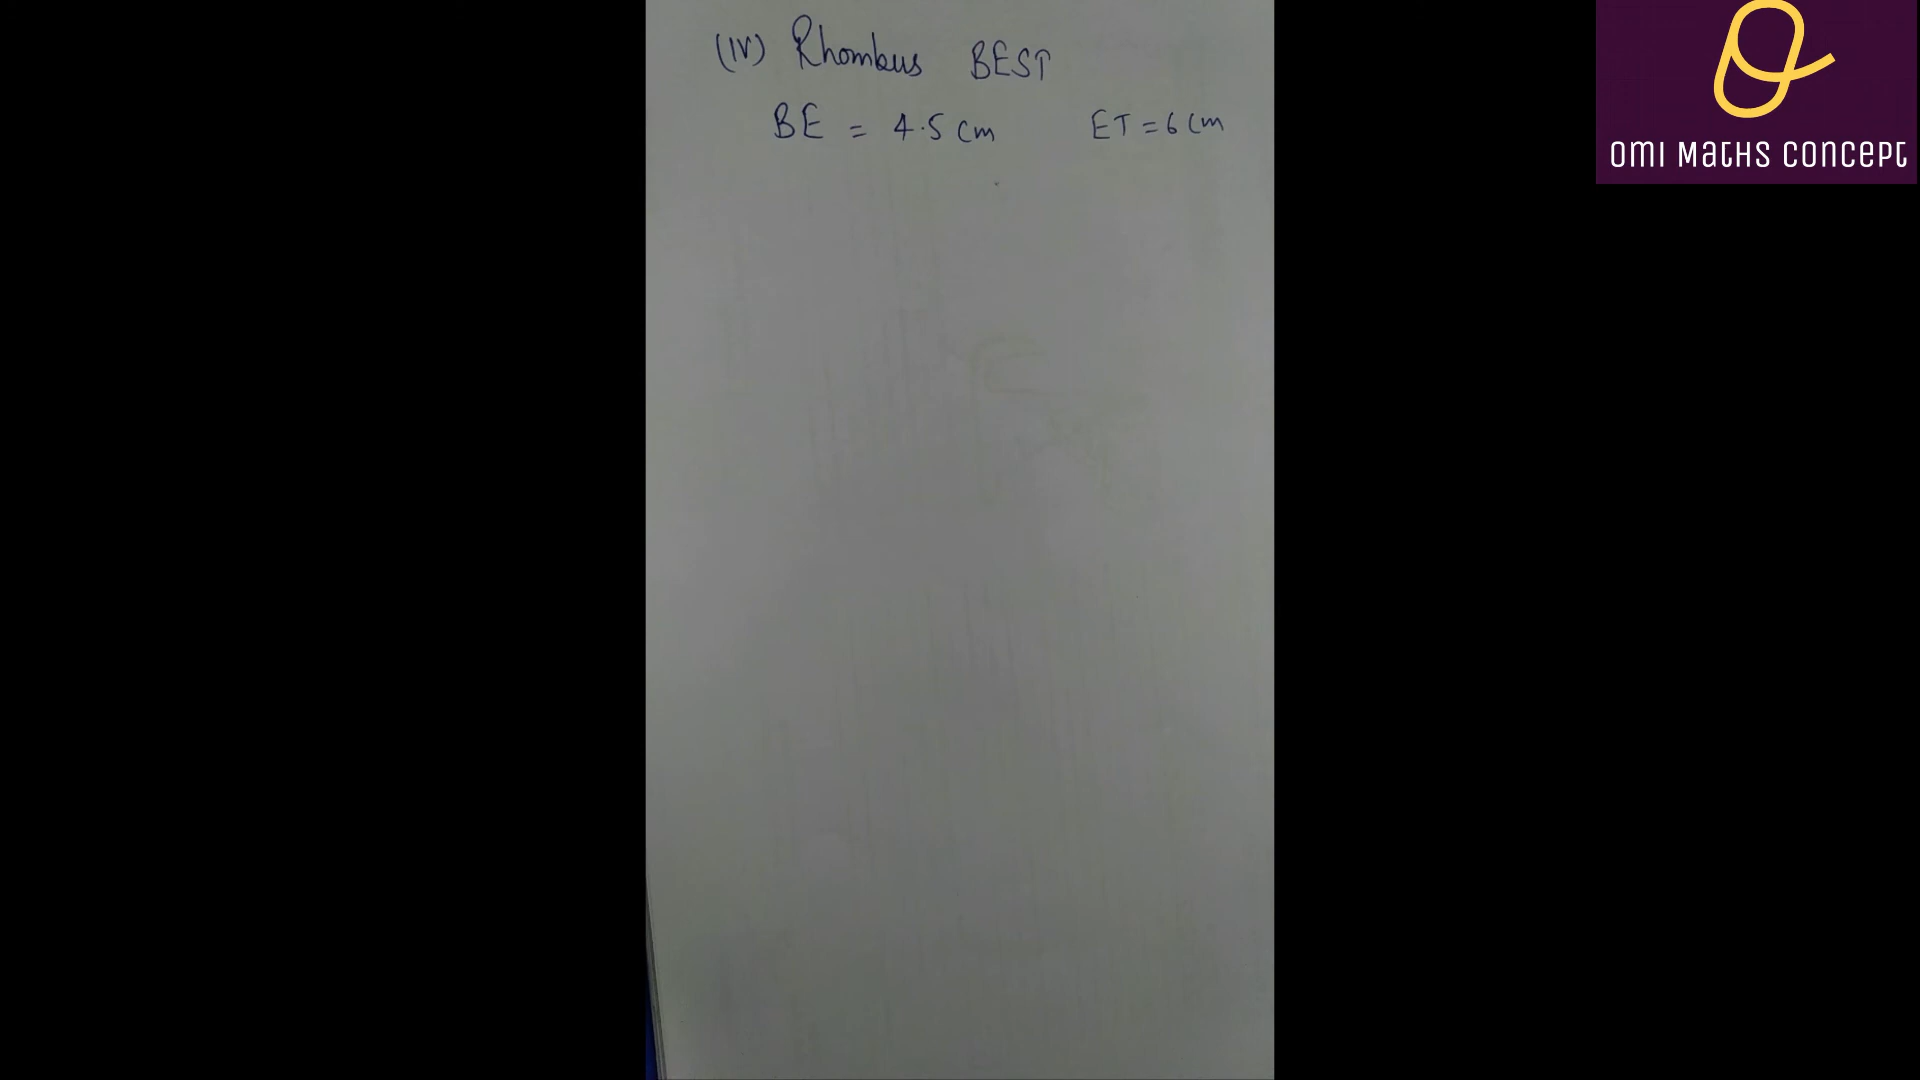 (IV) Rhombus BEST
BE = 4.5 cm ET = 6 cm
OMI MATHS CONCEPT